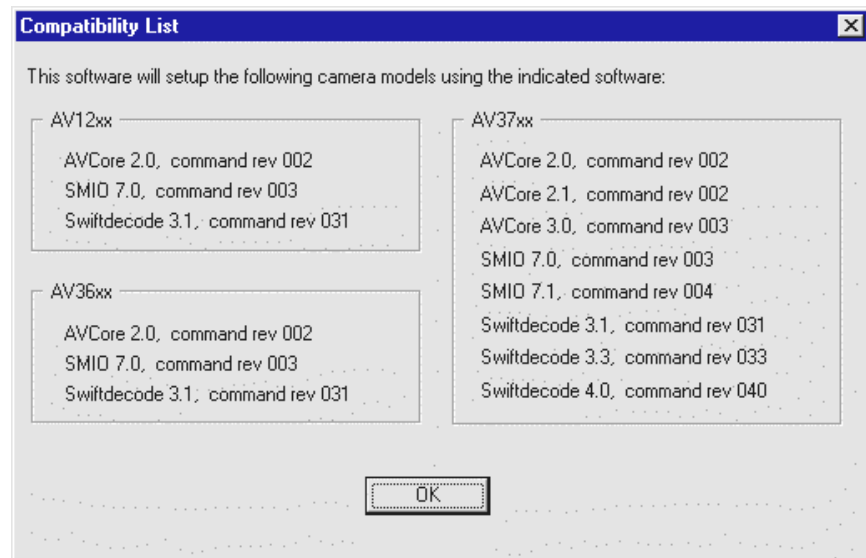 Compatibility List
This software will setup the following camera models using the indicated software:
AV12xx
AVCore 2.0, command rev 002
SMIO 7.0, command rev 003
Swiftdecode 3.1, command rev 031
AV36xx
AVCore 2.0, command rev 002
SMIO 7.0, command rev 003
Swiftdecode 3.1, command rev 031
AV37xx
AVCore 2.0, command rev 002
AVCore 2.1, command rev 002
AVCore 3.0, command rev 003
SMIO 7.0, command rev 003
SMIO 7.1, command rev 004
Swiftdecode 3.1, command rev 031
Swiftdecode 3.3, command rev 033
Swiftdecode 4.0, command rev 040
OK